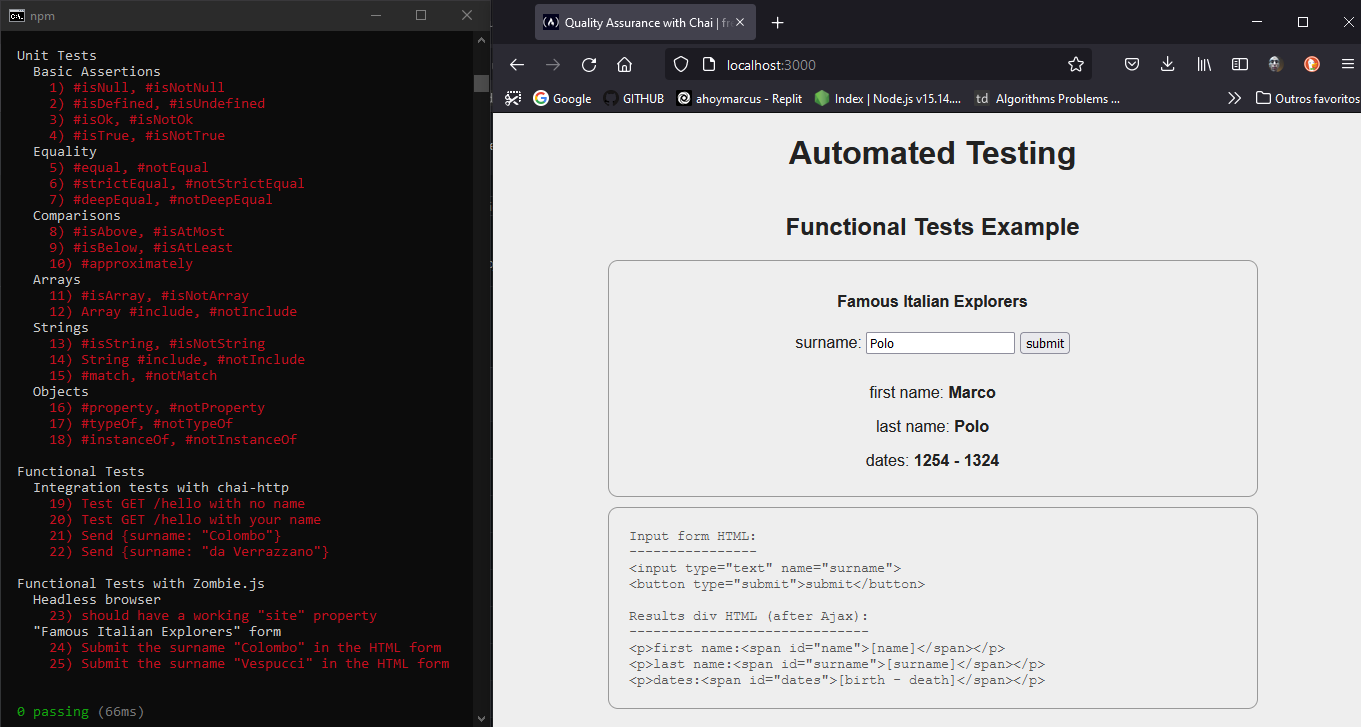 npm
Unit Tests
Basic Assertions
1) #isNull, #isNotNull
2) #isDefined, #isUndefined
3) #isOk, #isNotOk
4) #isTrue, #isNotTrue
Equality
5) #equal, #notEqual
6) #strictEqual, #notStrictEqual
7) #deepEqual, #notDeepEqual
Comparisons
8) #isAbove, #isAtMost
9) #isBelow, #isAtLeast
10) #approximately
Arrays
11) #isArray, #isNotArray
12) Array #include, #notInclude
Strings
13) #isString, #isNotString
14) String #include, #notInclude
15) #match, #notMatch
Objects
16) #property, #notProperty
17) #typeOf, #notTypeOf
18) #instanceOf, #notInstanceOf
Functional Tests
Integration tests with chai-http
19) Test GET /hello with no name
20) Test GET /hello with your name
21) Send {surname: "Colombo"}
22) Send {surname: "da Verrazzano"}
Functional Tests with Zombie.js
Headless browser
23) should have a working "site" property
"Famous Italian Explorers" form
24) Submit the surname "Colombo" in the HTML form
25) Submit the surname "Vespucci" in the HTML form
0 passing (66ms)
Quality Assurance with Chai | fr
localhost:3000
Google GITHUB ahoymarcus - Replit Index | Node.js v15.14.... td Algorithms Problems ... Outros favoritos
Automated Testing
Functional Tests Example
Famous Italian Explorers
surname: Polo submit
first name: Marco
last name: Polo
dates: 1254 - 1324
Input form HTML:
----------------
<input type="text" name="surname">
<button type="submit">submit</button>
Results div HTML (after Ajax):
------------------------------
<p>first name:<span id="name">[name]</span></p>
<p>last name:<span id="surname">[surname]</span></p>
<p>dates:<span id="dates">[birth - death]</span></p>